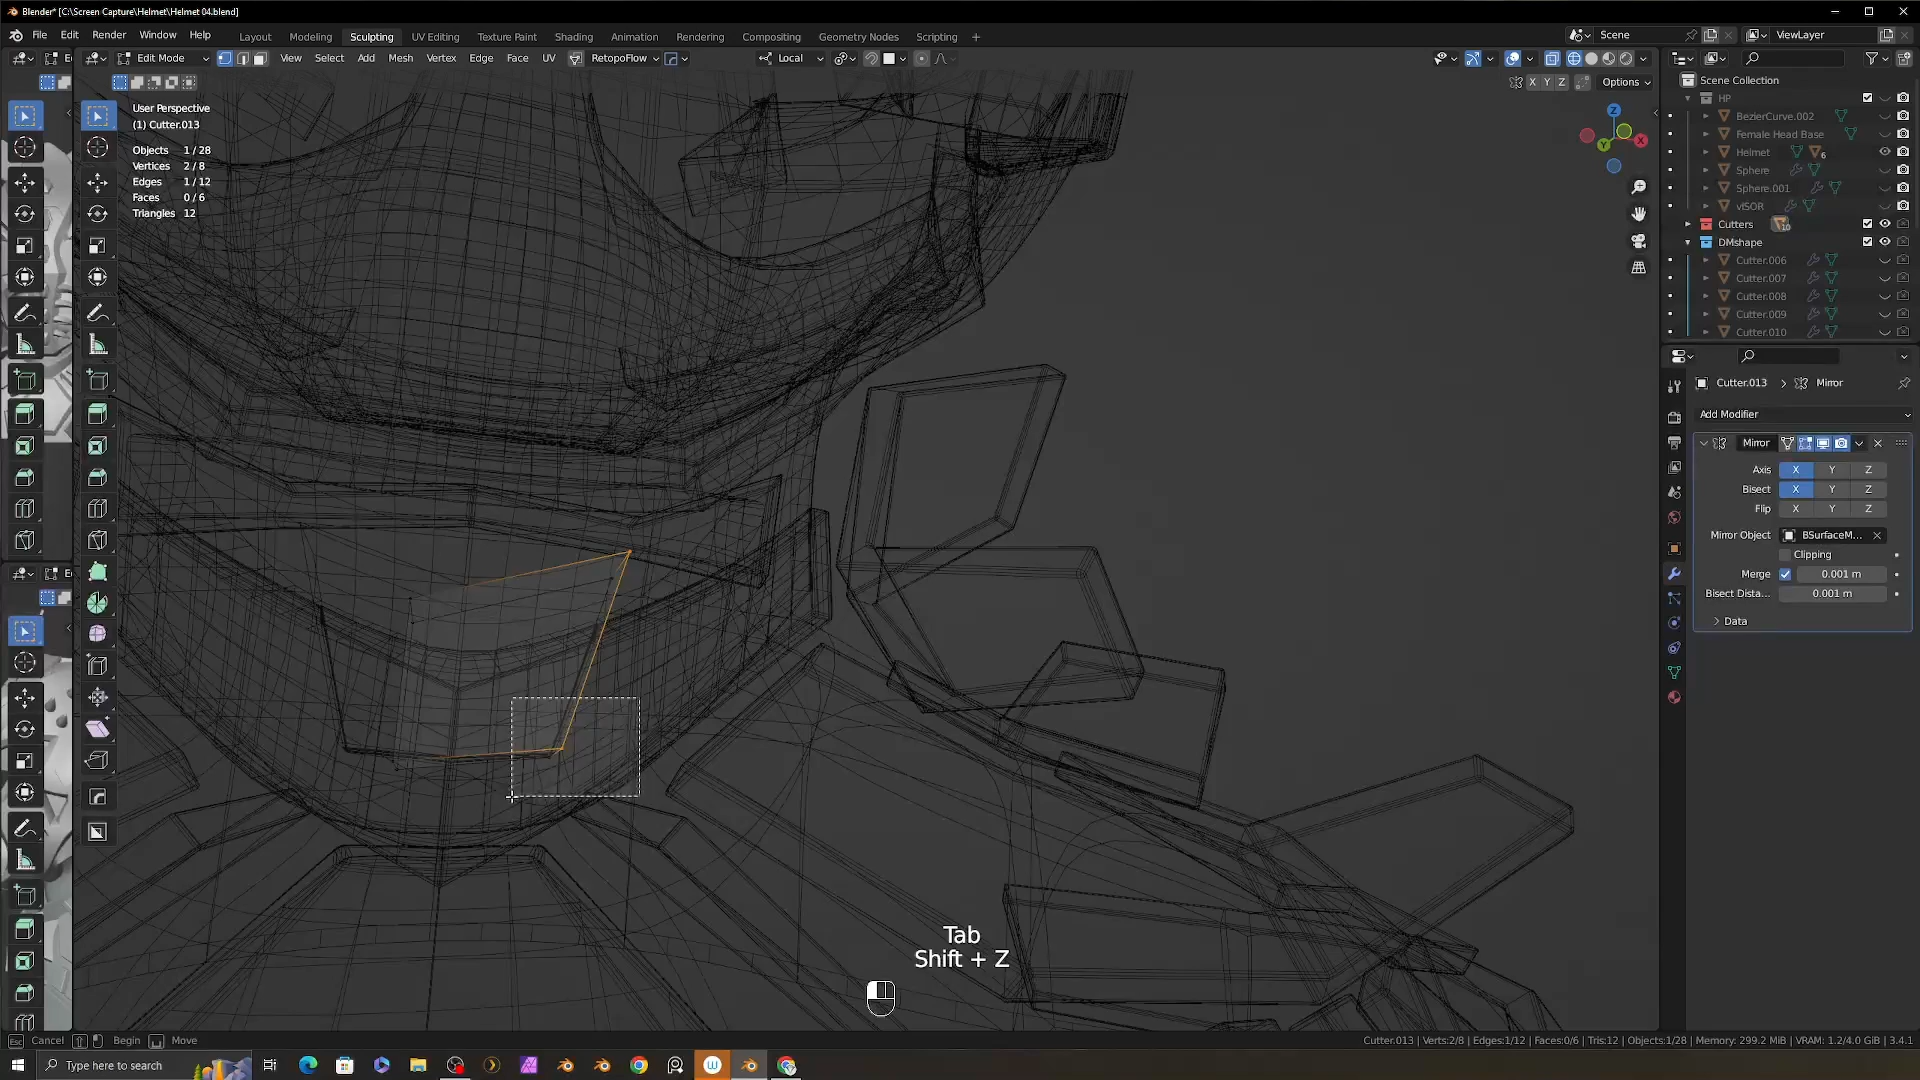 Blender* [C:\Screen Capture\Helmet\Helmet 04.blend]
File Edit Render Window Help Layout Modeling Sculpting UV Editing Texture Paint Shading Animation Rendering Compositing Geometry Nodes Scripting + Scene ViewLayer
Edit Mode View Select Add Mesh Vertex Edge Face UV RetopoFlow Local
X Y Z Options
User Perspective
(1) Cutter.013
Objects 1 / 28
Vertices 2 / 8
Edges 1 / 12
Faces 0 / 6
Triangles 12
Z
X
Y
Scene Collection
HP
BezierCurve.002
Female Head Base
Helmet 6
Sphere
Sphere.001
vISOR
Cutters 10
DMshape
Cutter.006
Cutter.007
Cutter.008
Cutter.009
Cutter.010
Cutter.013 > Mirror
Add Modifier
Mirror
Axis X Y Z
Bisect X Y Z
Flip X Y Z
Mirror Object BSurfaceM...
Clipping
Merge 0.001 m
Bisect Dista... 0.001 m
Data
Tab
Shift + Z
Esc Cancel Begin Move
Cutter.013 | Verts:2/8 | Edges:1/12 | Faces:0/6 | Tris:12 | Objects:1/28 | Memory: 299.2 MiB | VRAM: 1.2/4.0 GiB | 3.4.1
Type here to search